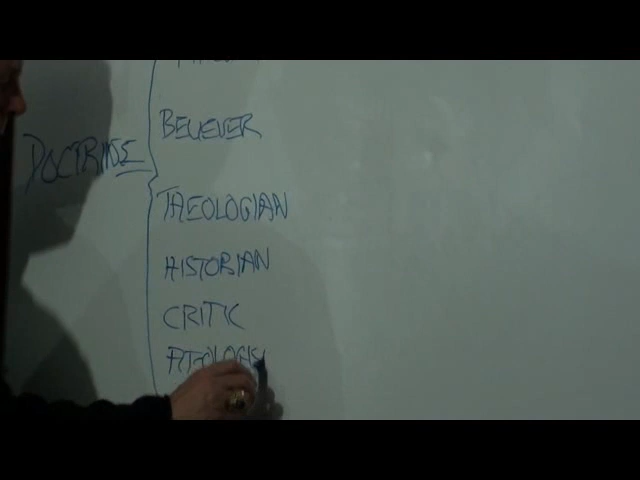 BELIEVER
DOCTRINE
THEOLOGIAN
HISTORIAN
CRITIC